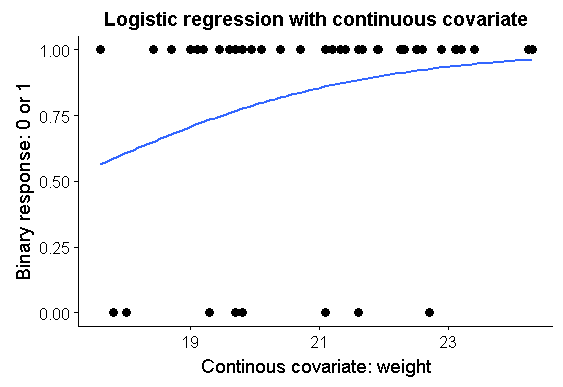 Logistic regression with continuous covariate
Binary response: 0 or 1
1.00
0.75
0.50
0.25
0.00
19
21
23
Continous covariate: weight